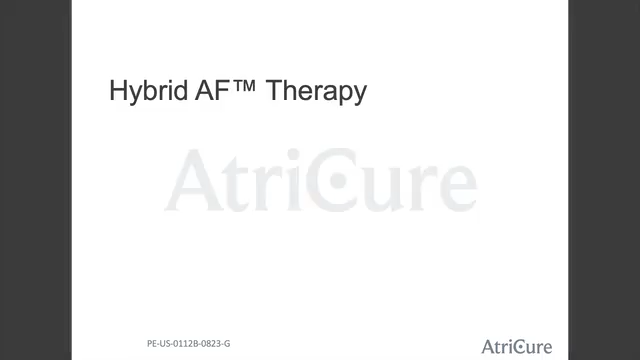 Hybrid AF™ Therapy
AtriCure
PE-US-0112B-0823-G
AtriCure